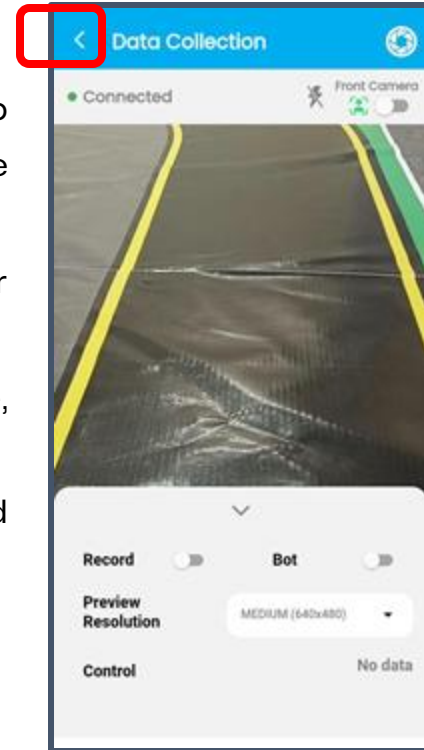 Data Collection
Connected
Front Camera
Record
Bot
Preview
Resolution
MEDIUM (640x480)
Control
No data